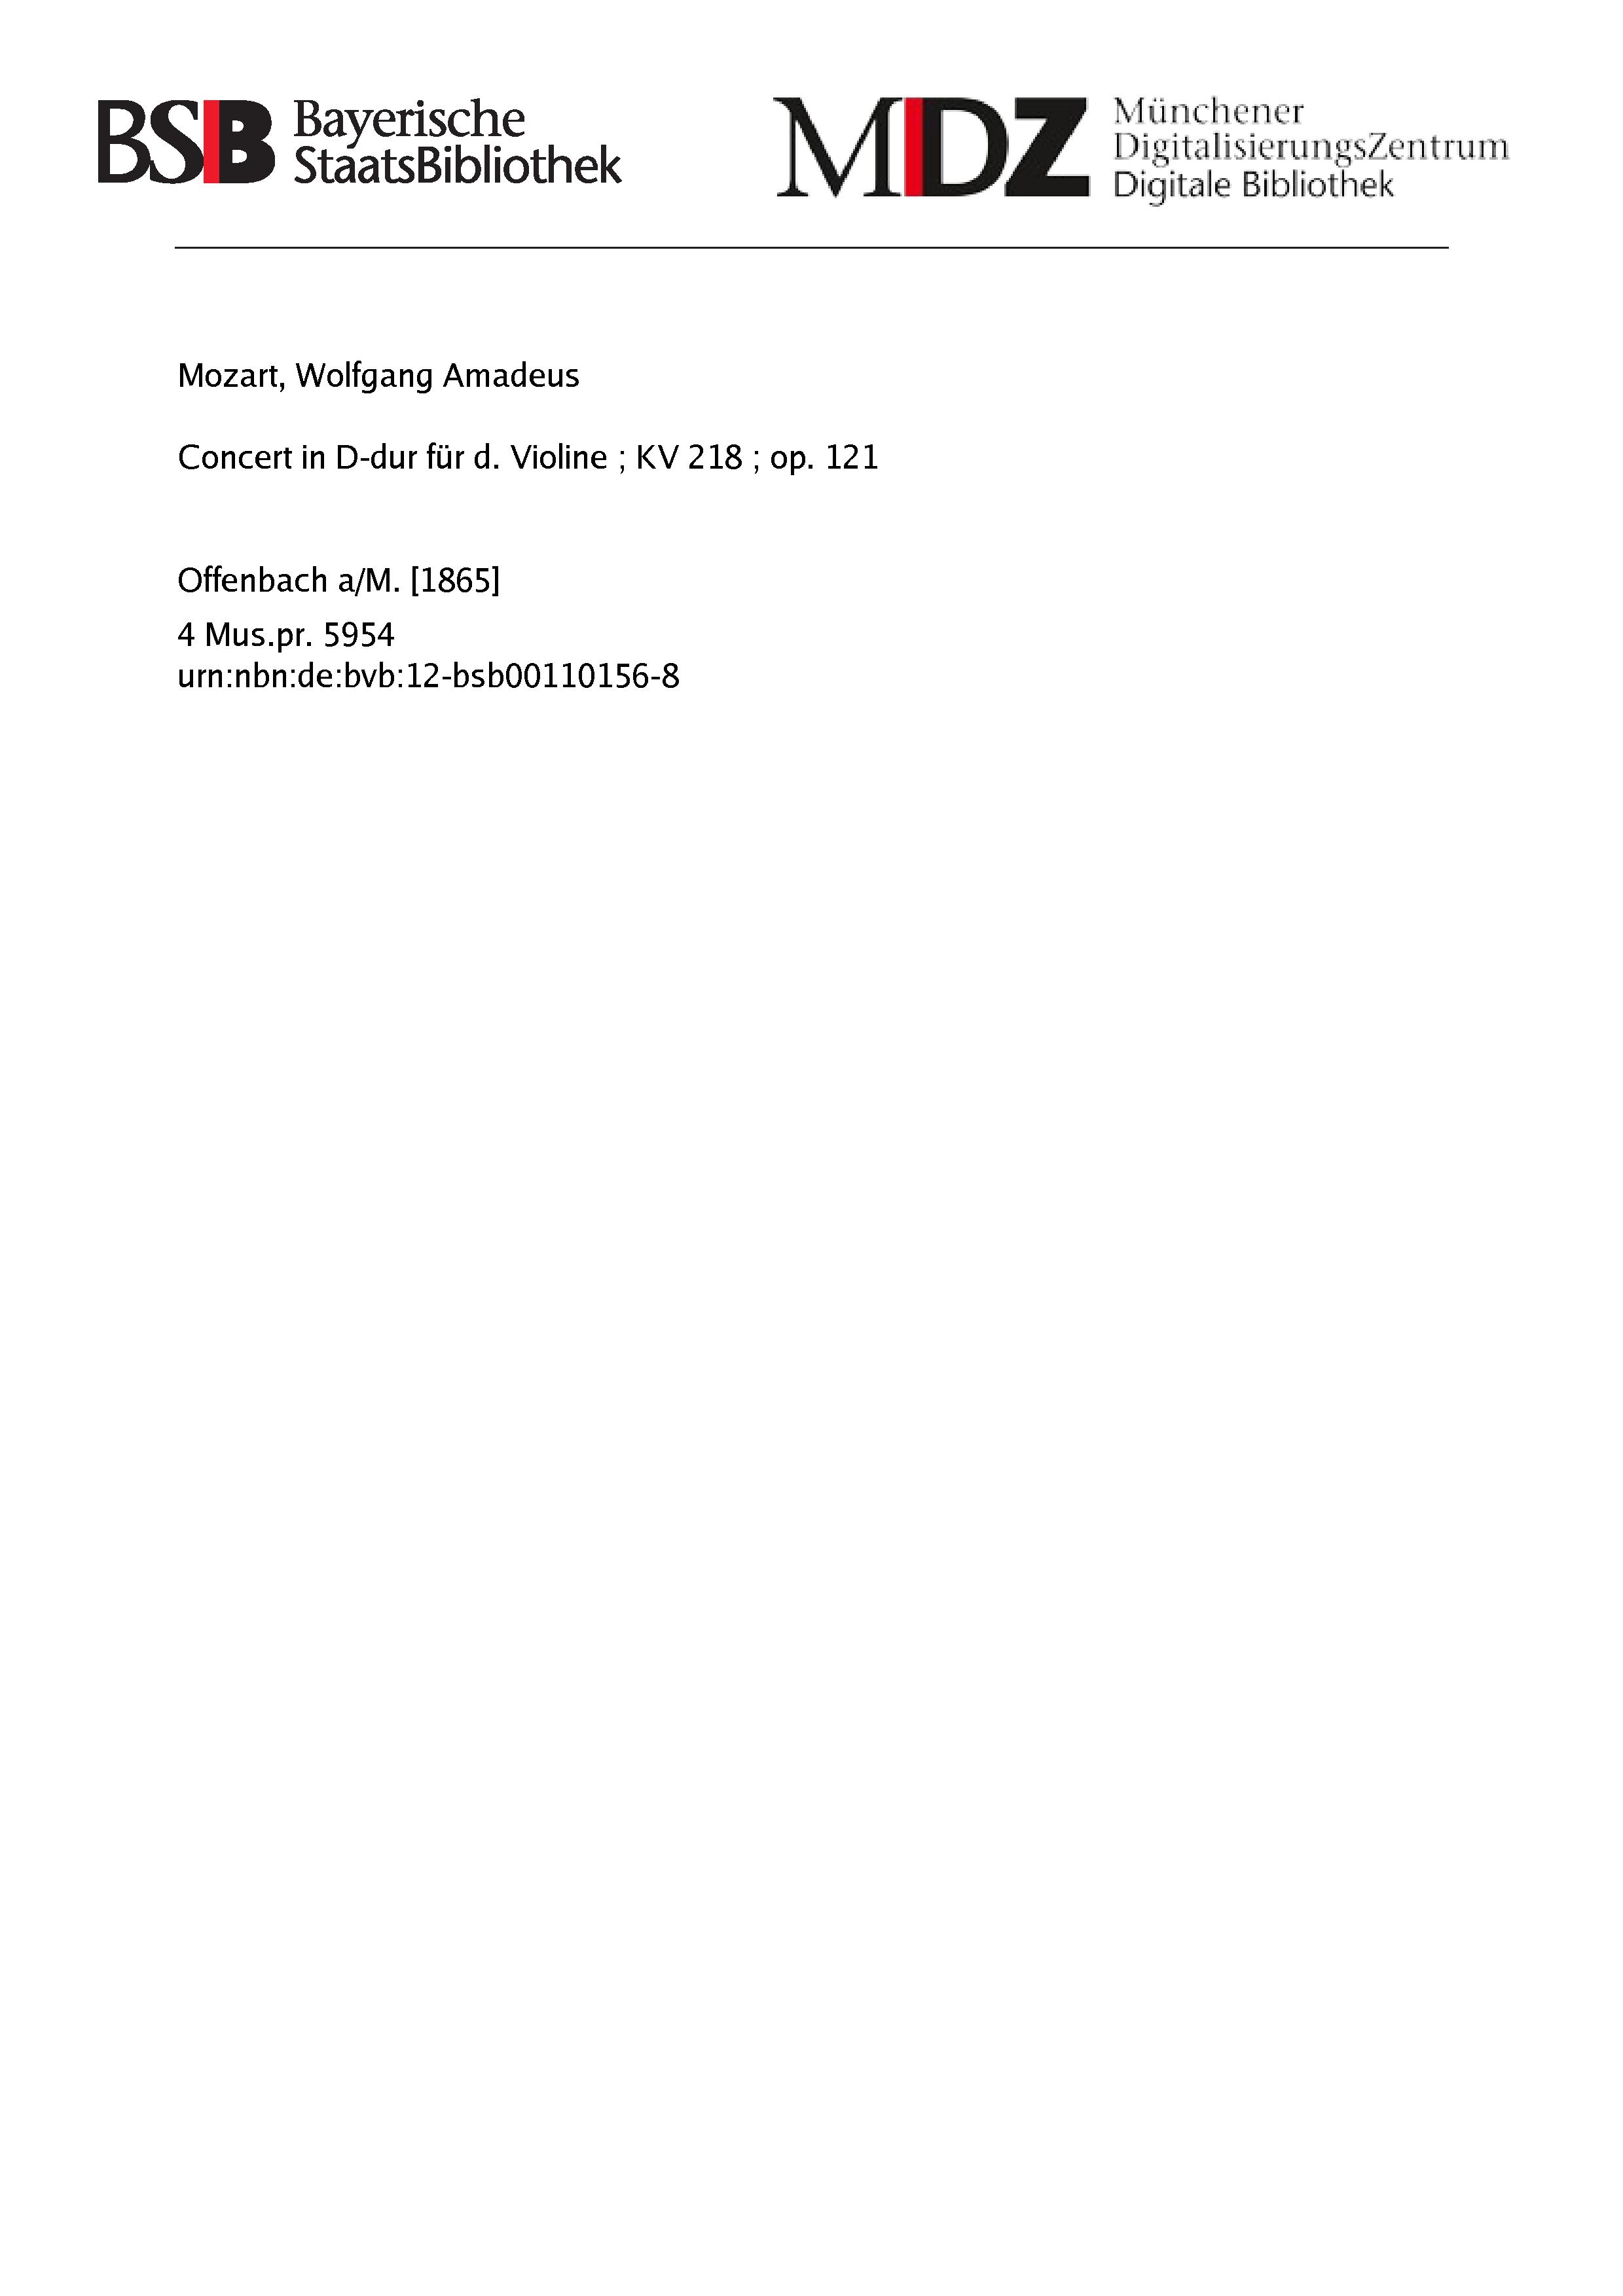 BSB Bayerische
StaatsBibliothek
MDZ Münchener
DigitalisierungsZentrum
Digitale Bibliothek
Mozart, Wolfgang Amadeus
Concert in D-dur für d. Violine ; KV 218 ; op. 121
Offenbach a/M. [1865]
4 Mus.pr. 5954
urn:nbn:de:bvb:12-bsb00110156-8